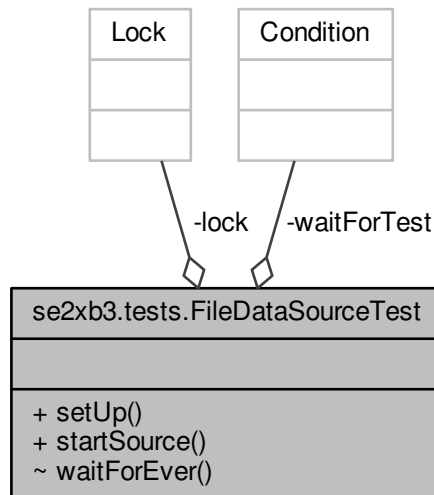 Lock
Condition
-lock
-waitForTest
se2xb3.tests.FileDataSourceTest
+ setUp()
+ startSource()
~ waitForEver()